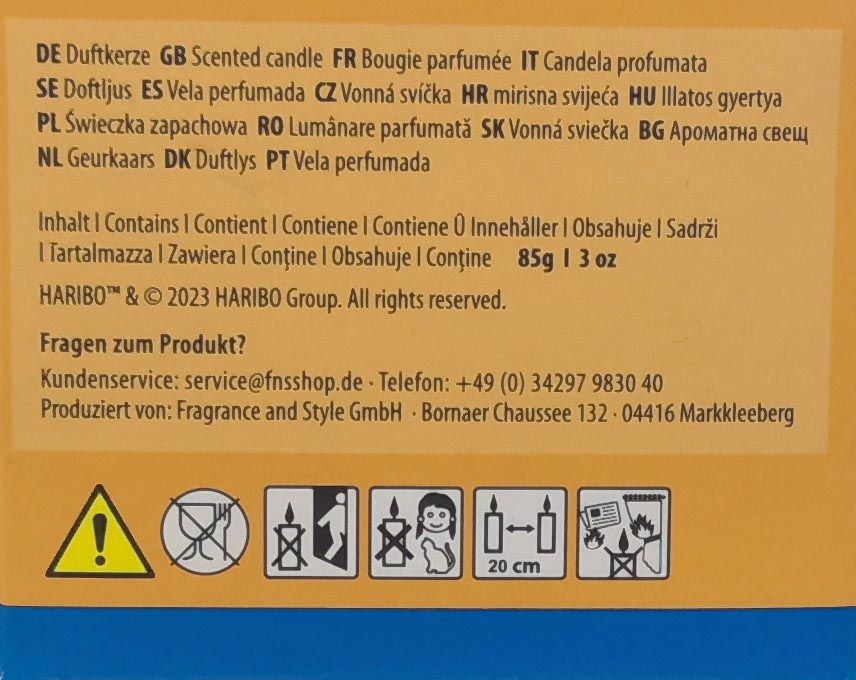 DE Duftkerze GB Scented candle FR Bougie parfumée IT Candela profumata
SE Doftljus ES Vela perfumada CZ Vonná svíčka HR mirisna svijeća HU Illatos gyertya
PL Świeczka zapachowa RO Lumânare parfumată SK Vonná sviečka BG Ароматна свещ
NL Geurkaars DK Duftlys PT Vela perfumada
Inhalt | Contains | Contient | Contiene | Contiene Û Innehåller | Obsahuje | Sadrži
| Tartalmazza | Zawiera | Conţine | Obsahuje | Conţine 85g | 3 oz
HARIBO™ & © 2023 HARIBO Group. All rights reserved.
Fragen zum Produkt?
Kundenservice: service@fnsshop.de · Telefon: +49 (0) 34297 9830 40
Produziert von: Fragrance and Style GmbH · Bornaer Chaussee 132 · 04416 Markkleeberg
20 cm